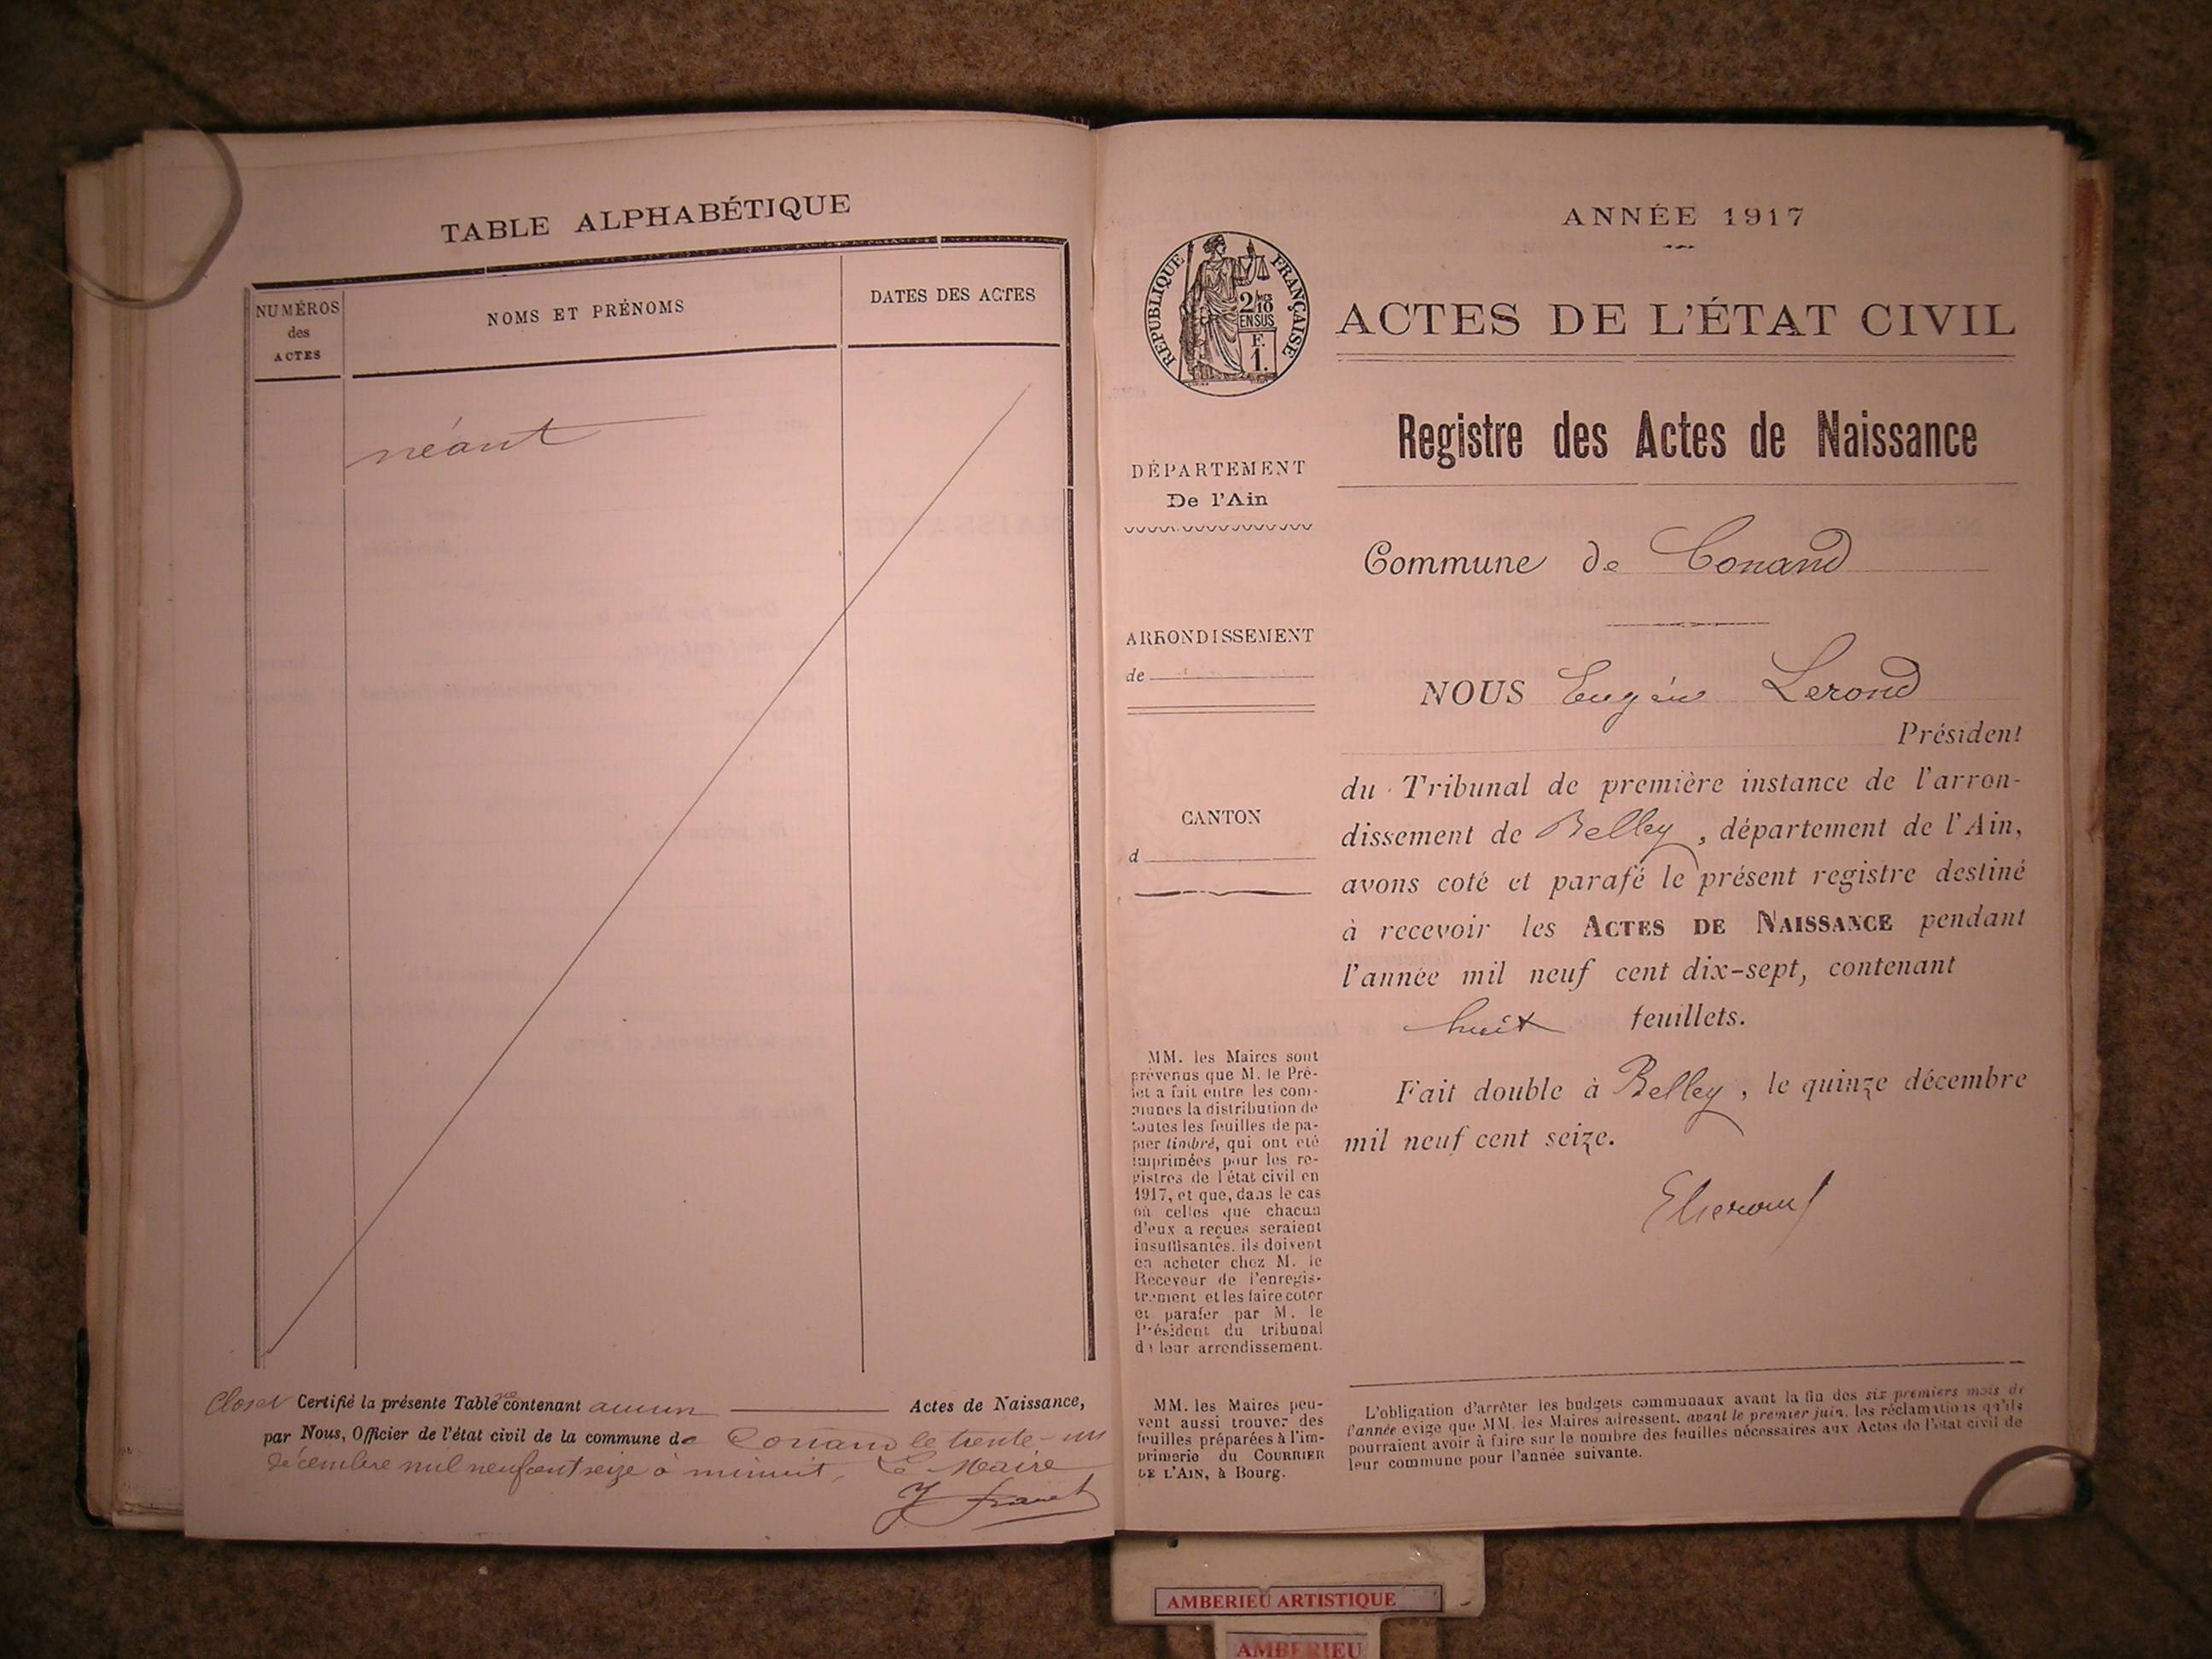 TABLE ALPHABÉTIQUE
NUMÉROS
des
ACTES
NOMS ET PRÉNOMS
DATES DES ACTES
néant
Certifié la présente Table contenant aucun Actes de Naissance,
par Nous, Officier de l'état civil de la commune de Conand le trente-un
décembre mil neuf cent seize à minuit, Le Maire
ANNÉE 1917
RÉPUBLIQUE FRANÇAISE
2/10
EN SUS
F.
1.
ACTES DE L'ÉTAT CIVIL
Registre des Actes de Naissance
DÉPARTEMENT
De l'Ain
Commune de Conand
ARRONDISSEMENT
de
NOUS Eugène Lerond
Président
du Tribunal de première instance de l'arron-
dissement de Belley, département de l'Ain,
avons coté et parafé le présent registre destiné
à recevoir les ACTES DE NAISSANCE pendant
l'année mil neuf cent dix-sept, contenant
huit feuillets.
Fait double à Belley, le quinze décembre
mil neuf cent seize.
CANTON
d
MM. les Maires sont
prévenus que M. le Pré-
fet a fait entre les com-
munes la distribution de
toutes les feuilles de pa-
pier timbré, qui ont été
imprimées pour les re-
gistres de l'état civil en
1917, et que, dans le cas
où celles que chacun
d'eux a reçues seraient
insuffisantes, ils doivent
en acheter chez M. le
Receveur de l'enregis-
trement et les faire coter
et parafer par M. le
Président du tribunal
de leur arrondissement.
MM. les Maires peu-
vent aussi trouver des
feuilles préparées à l'im-
primerie du COURRIER
DE L'AIN, à Bourg.
L'obligation d'arrêter les budgets communaux avant la fin des six premiers mois de
l'année exige que MM. les Maires adressent, avant le premier juin, les réclamations qu'ils
pourraient avoir à faire sur le nombre des feuilles nécessaires aux Actes de l'état civil de
leur commune pour l'année suivante.
AMBERIEU ARTISTIQUE
AMBERIEU